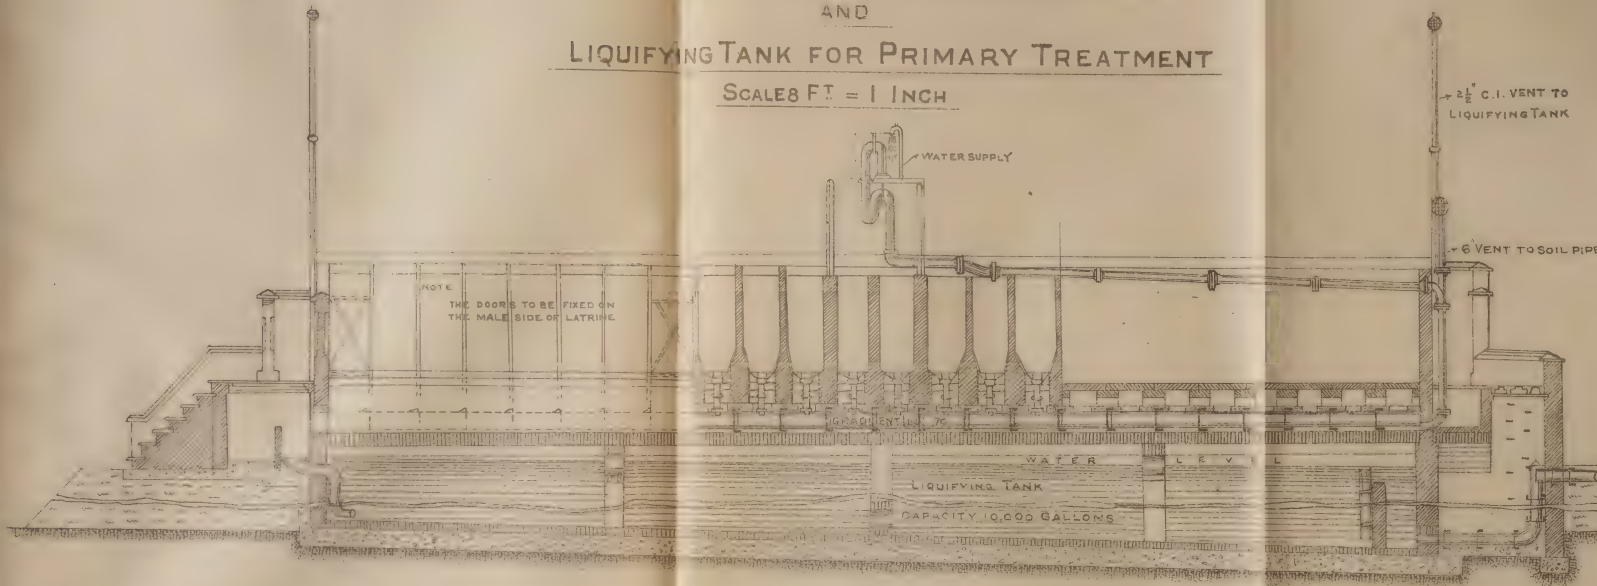 AND
LIQUIFYING TANK FOR PRIMARY TREATMENT
SCALE 8 FT = 1 INCH
2½" C.I. VENT TO
LIQUIFYING TANK
WATER SUPPLY
6" VENT TO SOIL PIPE
NOTE
THE DOORS TO BE FIXED ON
THE MALE SIDE OF LATRINE
GRADIENT
WATER LEVEL
LIQUIFYING TANK
CAPACITY 10,000 GALLONS